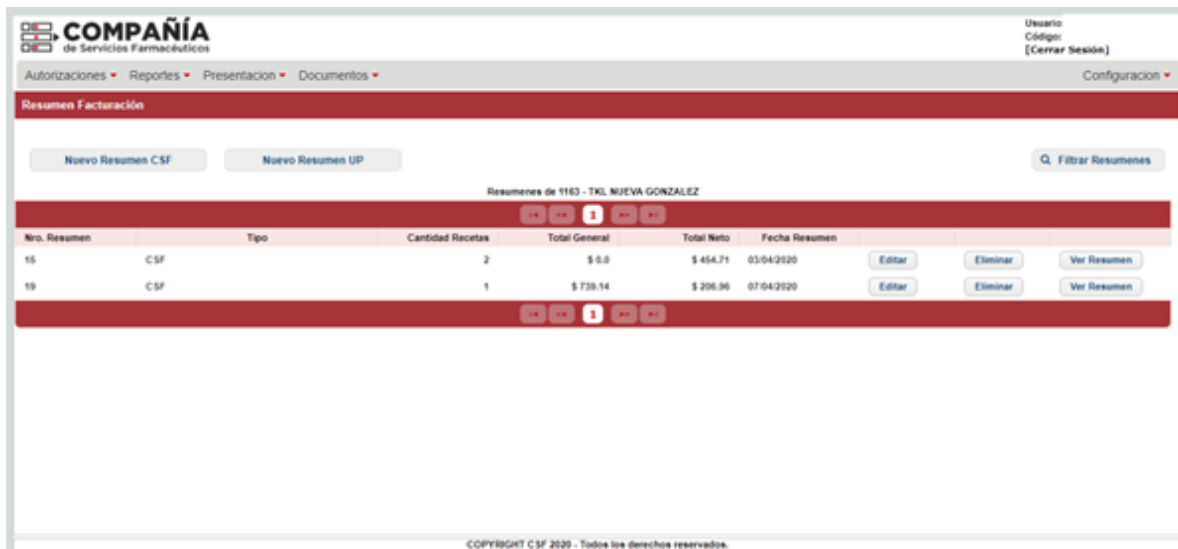 COMPAÑÍA
de Servicios Farmacéuticos
Usuario:
Código:
[Cerrar Sesión]
Autorizaciones Reportes Presentacion Documentos Configuracion
Resumen Facturación
Nuevo Resumen CSF Nuevo Resumen UP Filtrar Resumenes
Resumenes de 1163 - TKL NUEVA GONZALEZ
1
Nro. Resumen Tipo Cantidad Recetas Total General Total Neto Fecha Resumen
15 CSF 2 $ 0.0 $ 454.71 03/04/2020 Editar Eliminar Ver Resumen
19 CSF 1 $ 739.14 $ 206.96 07/04/2020 Editar Eliminar Ver Resumen
1
COPYRIGHT CSF 2020 - Todos los derechos reservados.